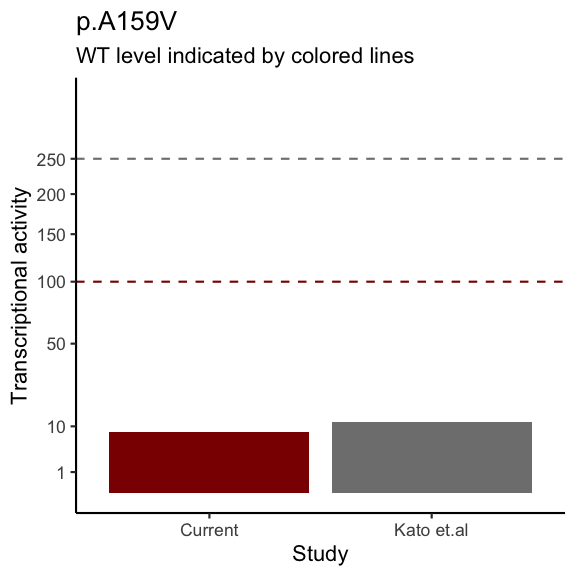 p.A159V
WT level indicated by colored lines
Transcriptional activity
250
200
150
100
50
10
1
Current
Kato et.al
Study